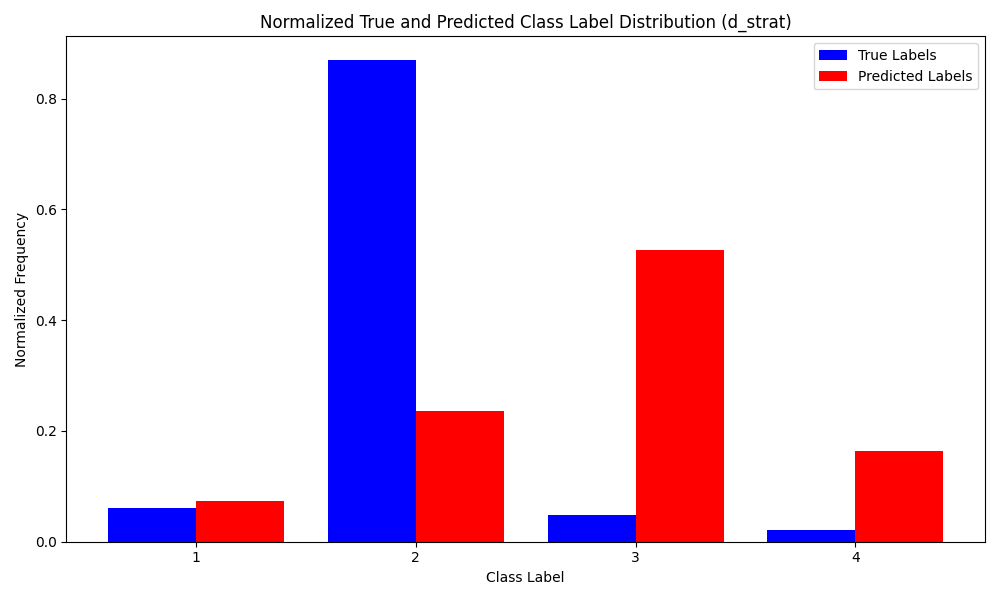 Normalized True and Predicted Class Label Distribution (d_strat)
True Labels
Predicted Labels
Normalized Frequency
0.8
0.6
0.4
0.2
0.0
1
2
3
4
Class Label